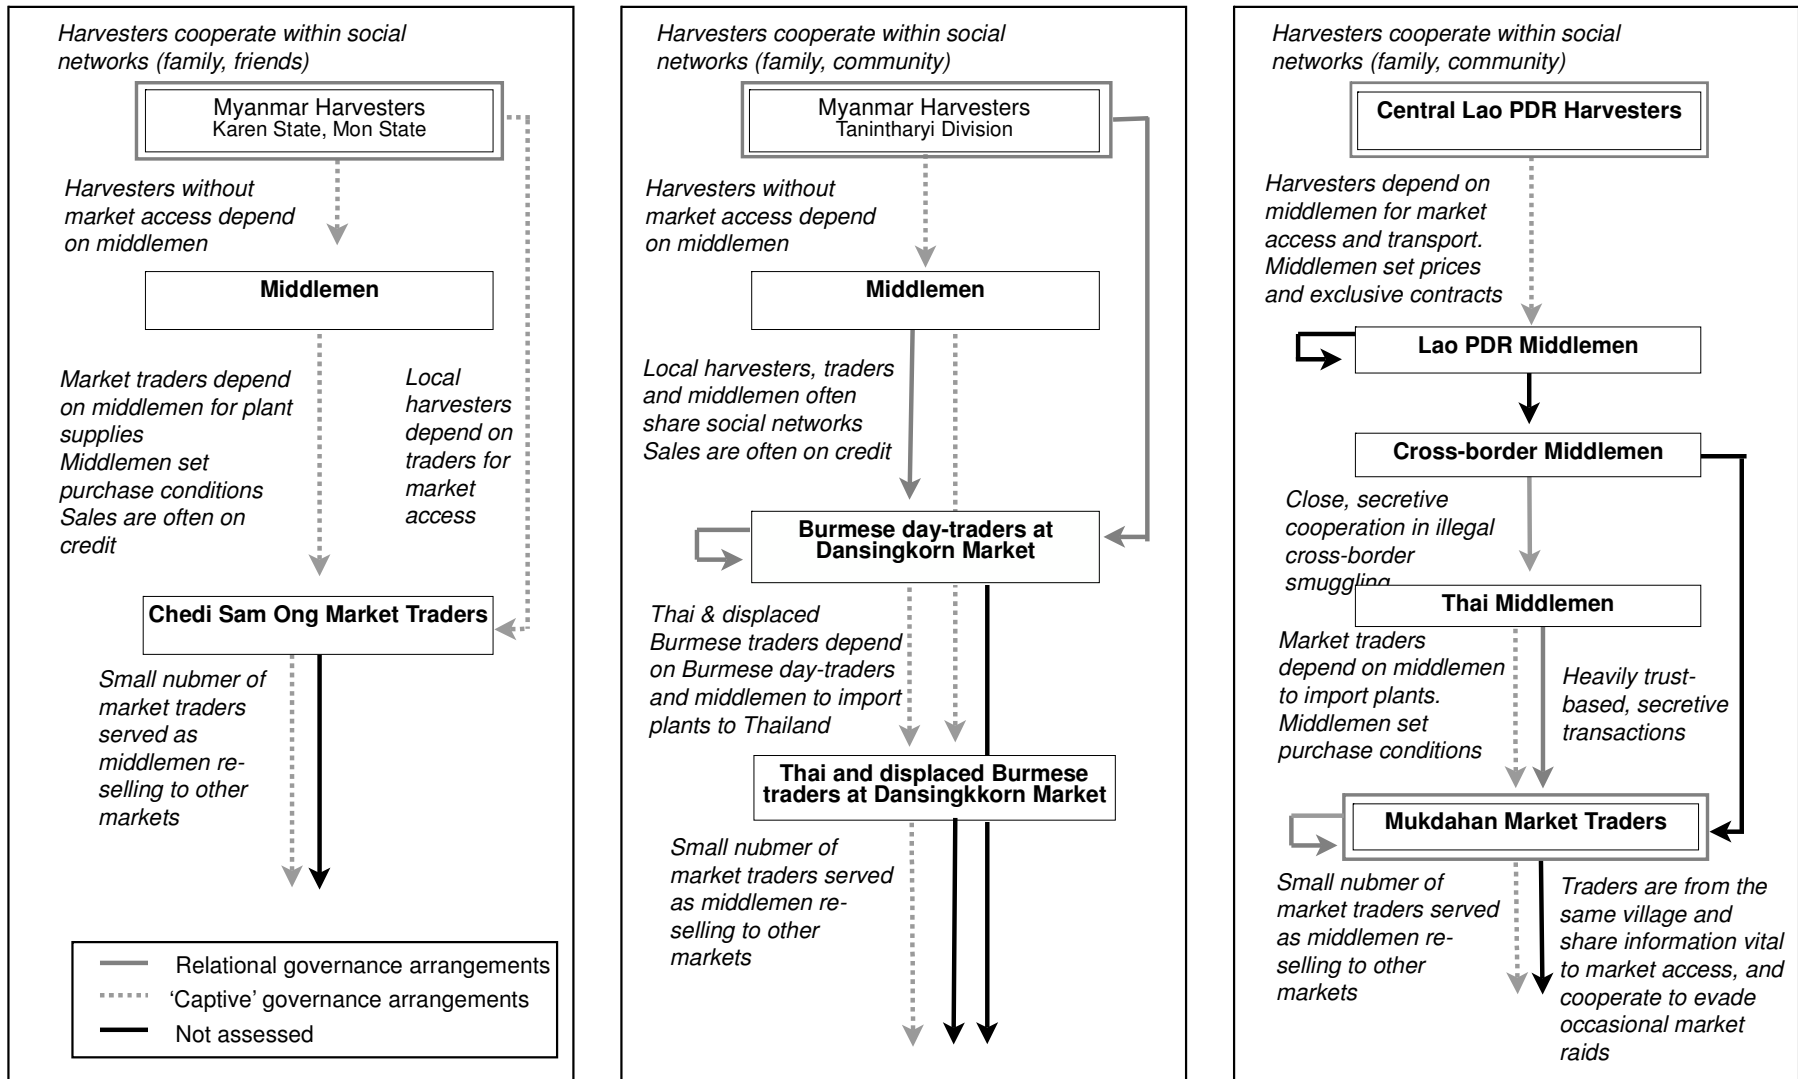 Harvesters cooperate within social
networks (family, friends)
Myanmar Harvesters
Karen State, Mon State
Harvesters without
market access depend
on middlemen
Middlemen
Market traders depend
on middlemen for plant
supplies
Middlemen set
purchase conditions
Sales are often on
credit
Local
harvesters
depend on
traders for
market
access
Chedi Sam Ong Market Traders
Small nubmer of
market traders
served as
middlemen re-
selling to other
markets
Relational governance arrangements
‘Captive’ governance arrangements
Not assessed
Harvesters cooperate within social
networks (family, community)
Myanmar Harvesters
Tanintharyi Division
Harvesters without
market access depend
on middlemen
Middlemen
Local harvesters, traders
and middlemen often
share social networks
Sales are often on credit
Burmese day-traders at
Dansingkorn Market
Thai & displaced
Burmese traders depend
on Burmese day-traders
and middlemen to import
plants to Thailand
Thai and displaced Burmese
traders at Dansingkkorn Market
Small nubmer of
market traders served
as middlemen re-
selling to other
markets
Harvesters cooperate within social
networks (family, community)
Central Lao PDR Harvesters
Harvesters depend on
middlemen for market
access and transport.
Middlemen set prices
and exclusive contracts
Lao PDR Middlemen
Cross-border Middlemen
Close, secretive
cooperation in illegal
cross-border
smuggling
Thai Middlemen
Market traders
depend on middlemen
to import plants.
Middlemen set
purchase conditions
Heavily trust-
based, secretive
transactions
Mukdahan Market Traders
Small nubmer of
market traders served
as middlemen re-
selling to other
markets
Traders are from the
same village and
share information vital
to market access, and
cooperate to evade
occasional market
raids